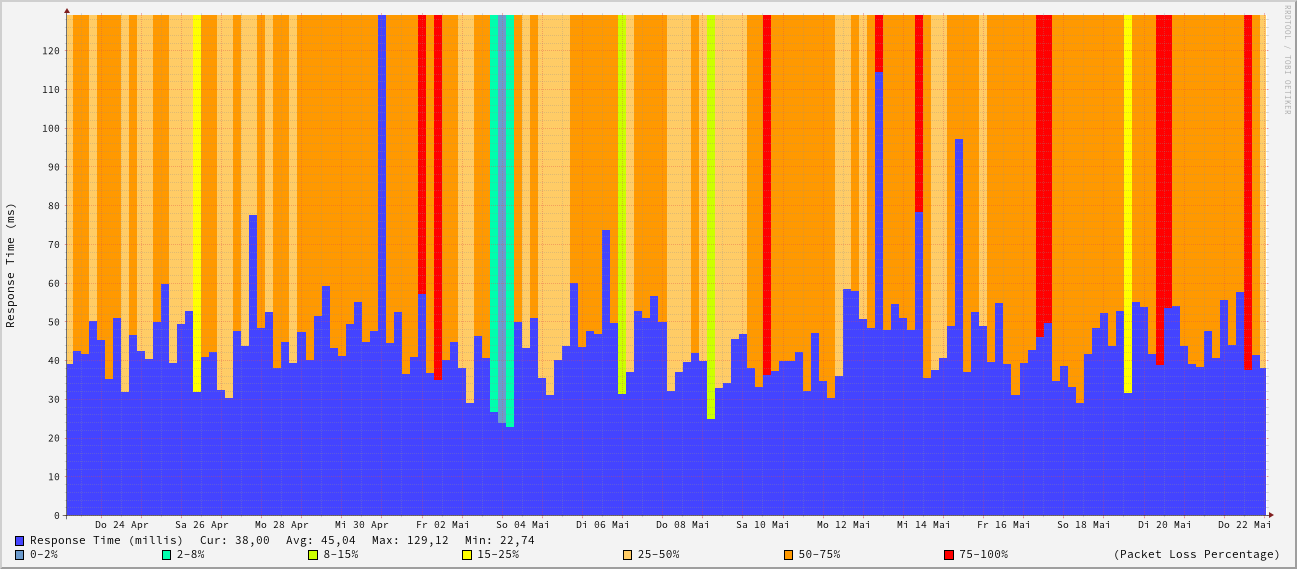 RRDTOOL / TOBI OETIKER
Response Time (ms)
120
110
100
90
80
70
60
50
40
30
20
10
0
Do 24 Apr Sa 26 Apr Mo 28 Apr Mi 30 Apr Fr 02 Mai So 04 Mai Di 06 Mai Do 08 Mai Sa 10 Mai Mo 12 Mai Mi 14 Mai Fr 16 Mai So 18 Mai Di 20 Mai Do 22 Mai
Response Time (millis) Cur: 38,00 Avg: 45,04 Max: 129,12 Min: 22,74
0-2% 2-8% 8-15% 15-25% 25-50% 50-75% 75-100% (Packet Loss Percentage)